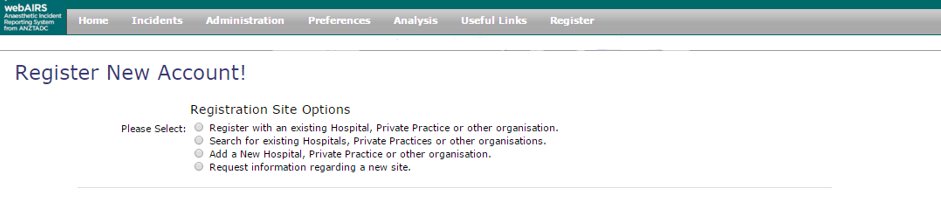 webAIRS
Anaesthetic Incident
Reporting System
from ANZTADC
Home Incidents Administration Preferences Analysis Useful Links Register
Register New Account!
Registration Site Options
Please Select: Register with an existing Hospital, Private Practice or other organisation.
Search for existing Hospitals, Private Practices or other organisations.
Add a New Hospital, Private Practice or other organisation.
Request information regarding a new site.